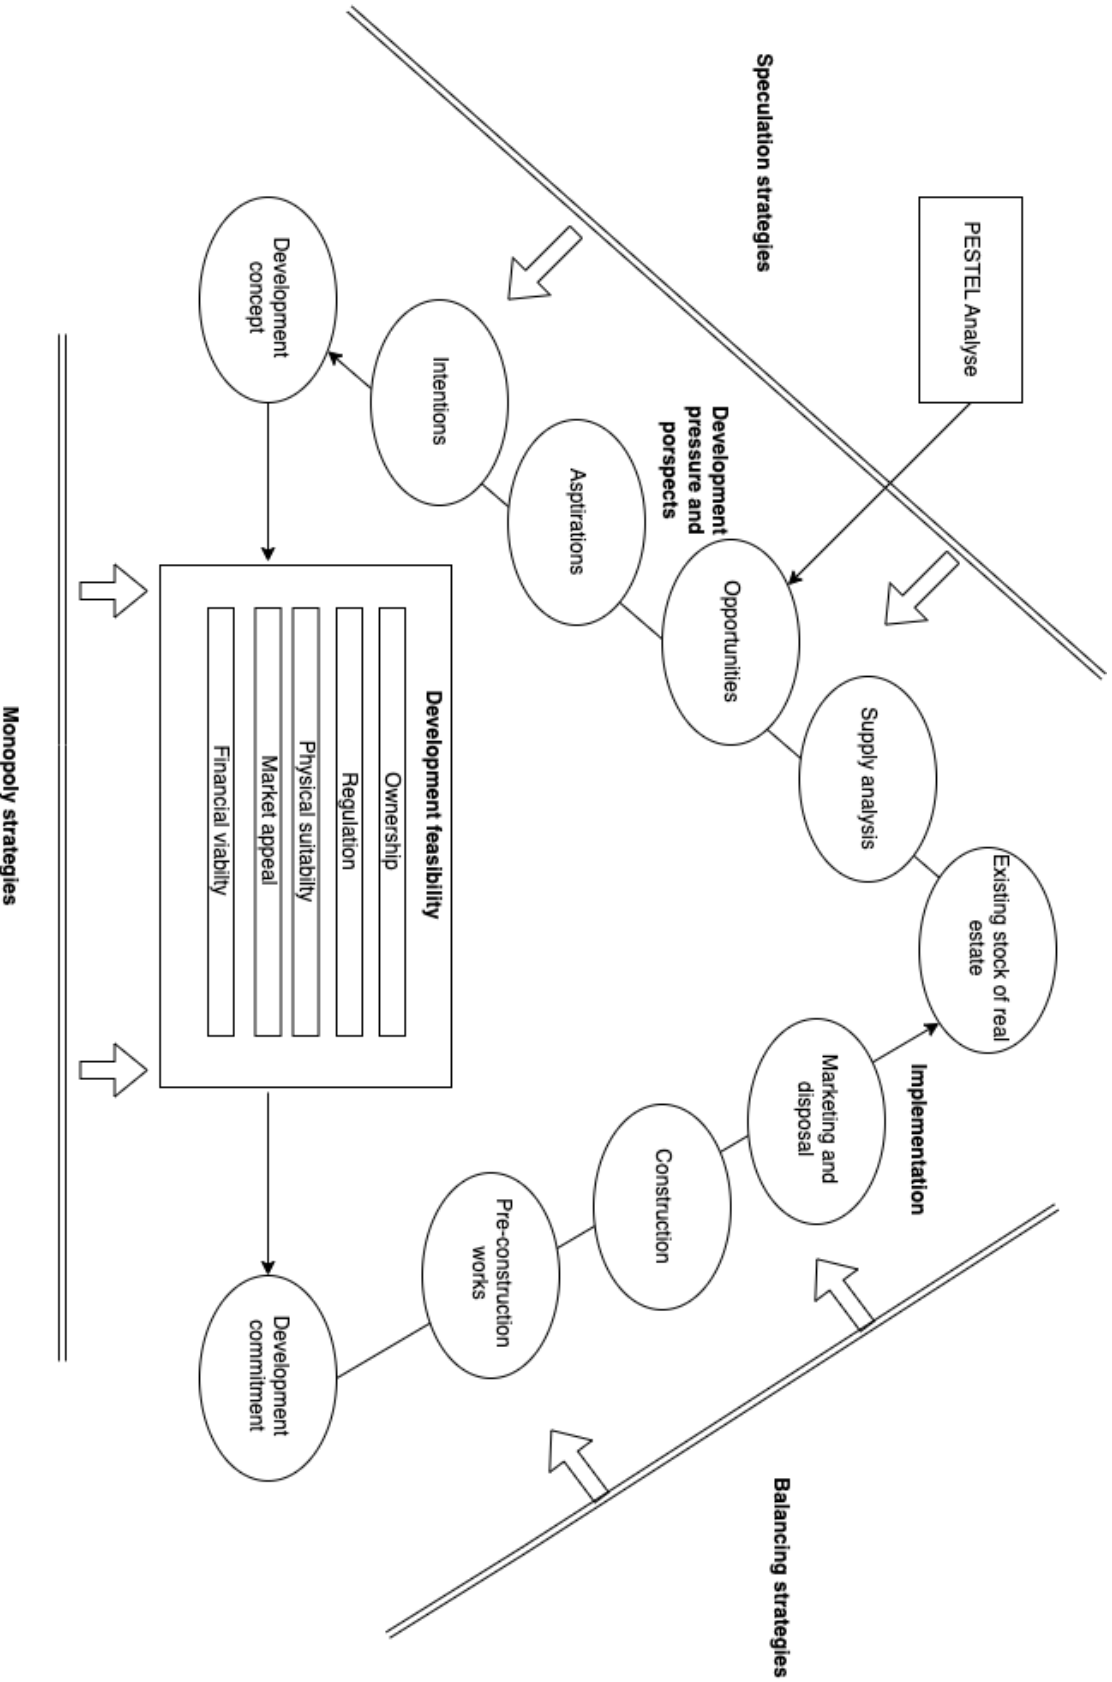 PESTEL Analyse
Speculation strategies
Existing stock of real
estate
Supply analysis
Implementation
Marketing and
disposal
Balancing strategies
Development
pressure and
porspects
Opportunities
Construction
Asptirations
Pre-construction
works
Intentions
Development feasibility
Ownership
Regulation
Physical suitabilty
Market appeal
Financial viabilty
Development
concept
Development
commitment
Monopoly strategies